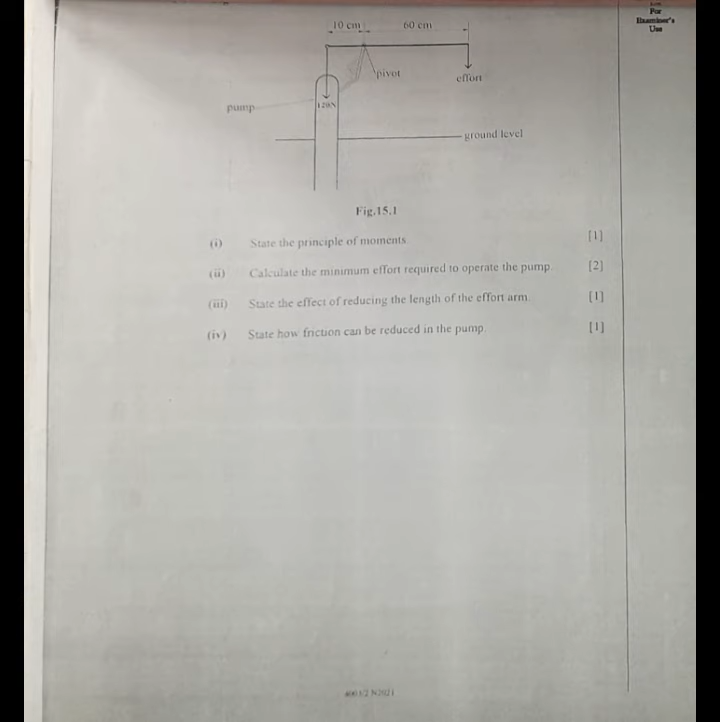 For
Examiner's
Use
10 cm 60 cm
pivot
effort
pump
120N
ground level
Fig.15.1
(i) State the principle of moments. [1]
(ii) Calculate the minimum effort required to operate the pump. [2]
(iii) State the effect of reducing the length of the effort arm. [1]
(iv) State how friction can be reduced in the pump. [1]
N2021